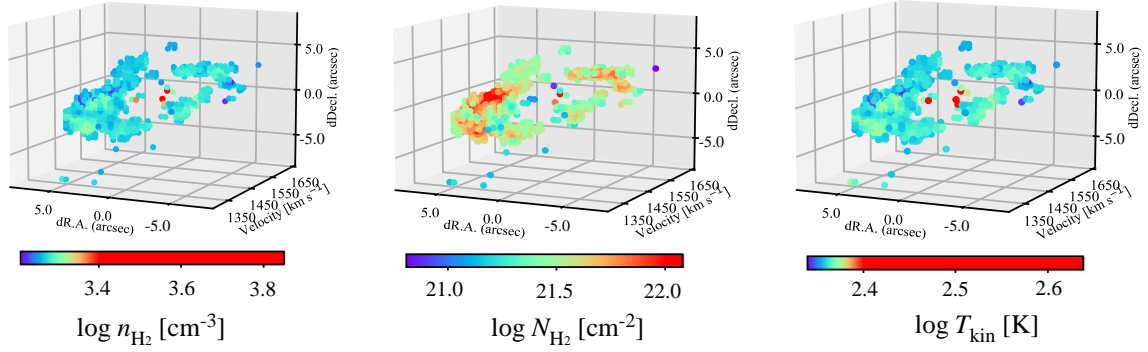 5.0
0.0
-5.0
dDecl. (arcsec)
1650
1550
1450
1350
Velocity [km s⁻¹]
5.0
0.0
-5.0
dR.A. (arcsec)
3.4 3.6 3.8
log n_H₂ [cm⁻³]
5.0
0.0
-5.0
dDecl. (arcsec)
1650
1550
1450
1350
Velocity [km s⁻¹]
5.0
0.0
-5.0
dR.A. (arcsec)
21.0 21.5 22.0
log N_H₂ [cm⁻²]
5.0
0.0
-5.0
dDecl. (arcsec)
1650
1550
1450
1350
Velocity [km s⁻¹]
5.0
0.0
-5.0
dR.A. (arcsec)
2.4 2.5 2.6
log T_kin [K]